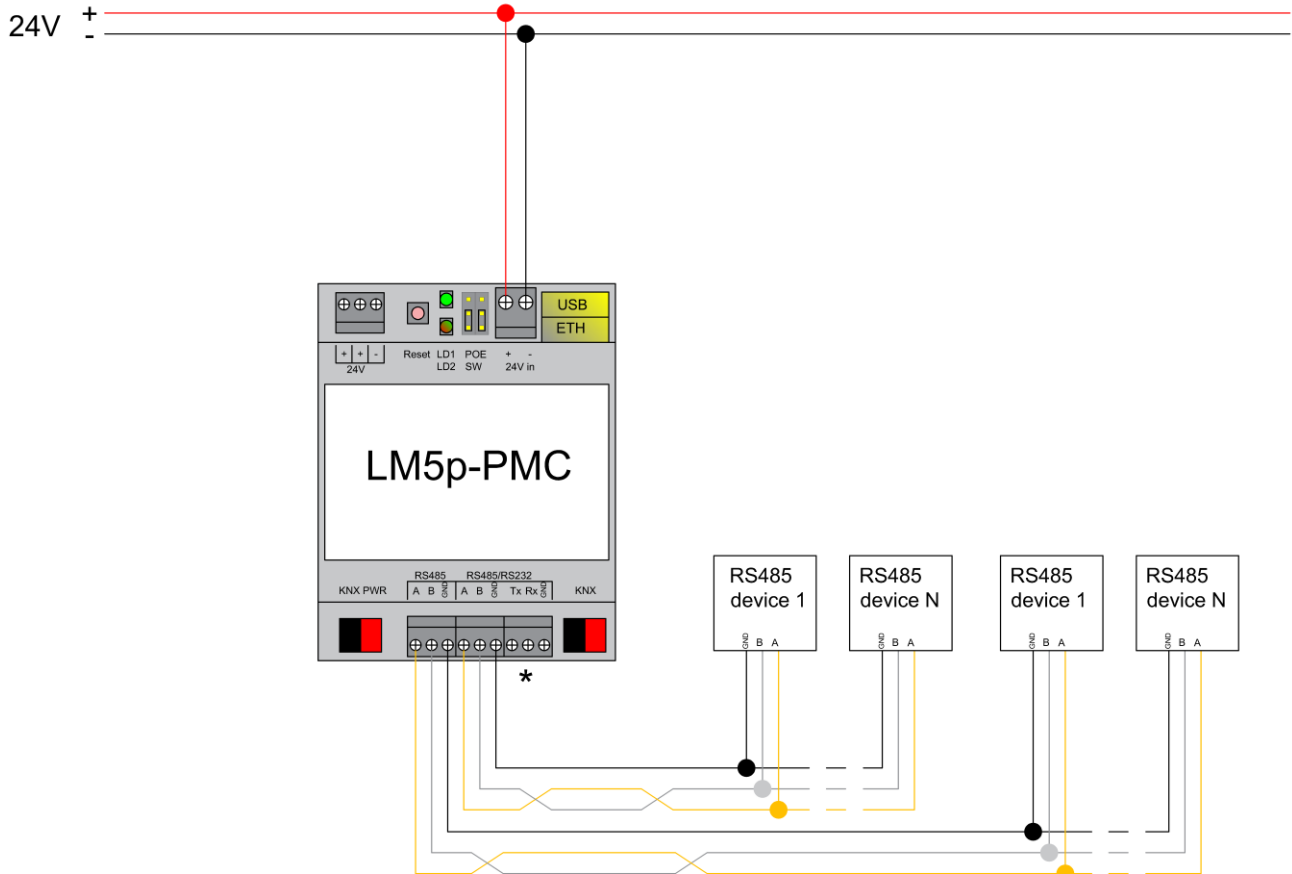 +
24V
-
USB
ETH
+ + -
24V
Reset LD1 POE + -
LD2 SW 24V in
LM5p-PMC
RS485 RS485/RS232
KNX PWR A B GND A B GND Tx Rx GND KNX
*
RS485
device 1
GND B A
RS485
device N
GND B A
RS485
device 1
GND B A
RS485
device N
GND B A